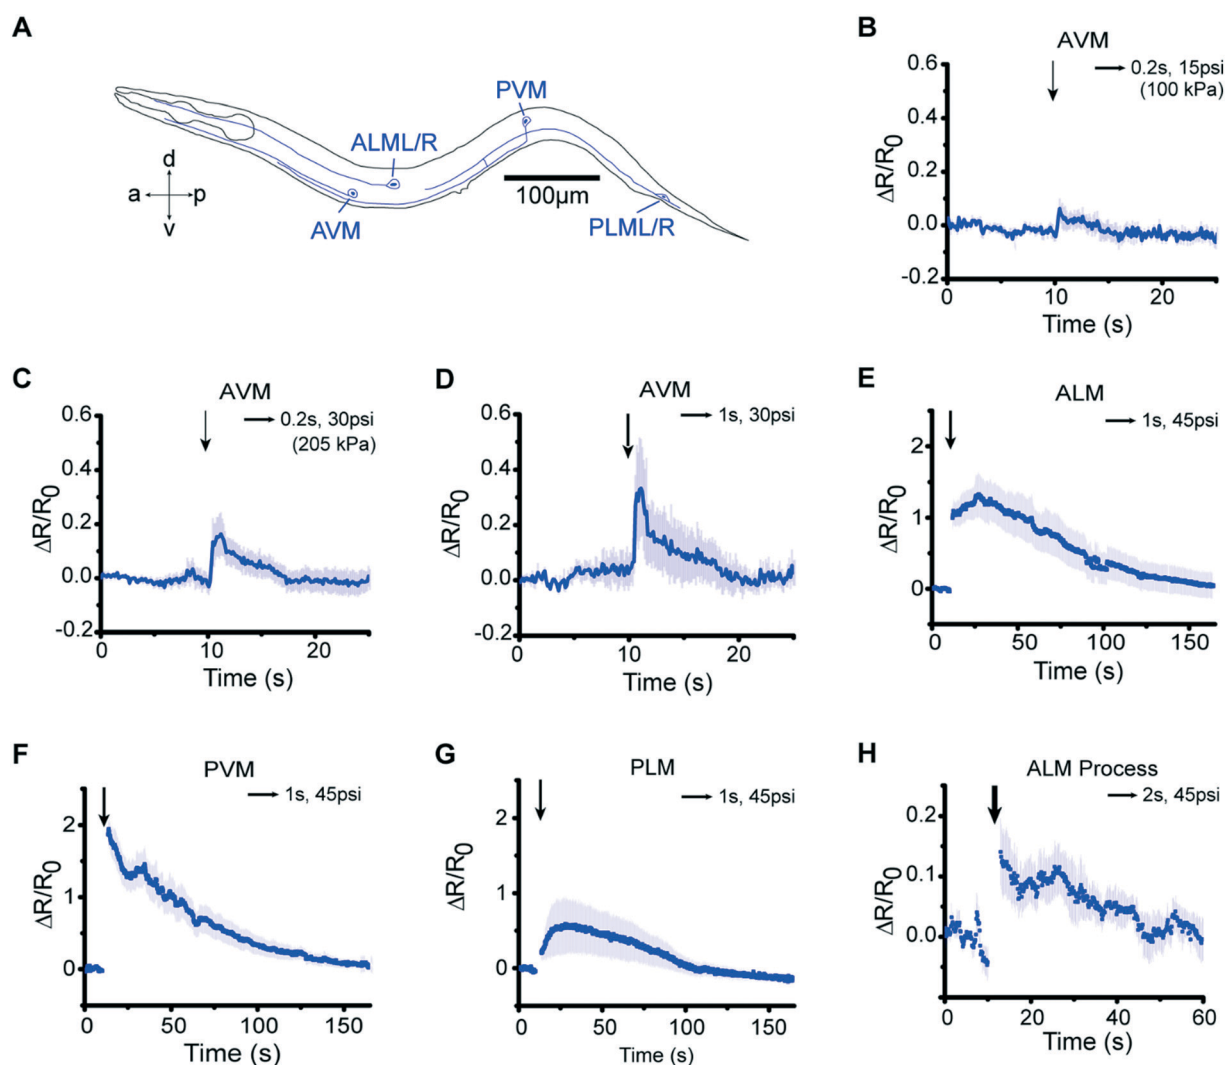 A
PVM
ALML/R
d
a p
v
AVM
100µm
PLML/R
B
AVM
0.2s, 15psi
(100 kPa)
ΔR/R0
0.6
0.4
0.2
0.0
-0.2
0 10 20
Time (s)
C
AVM
0.2s, 30psi
(205 kPa)
ΔR/R0
0.6
0.4
0.2
0.0
-0.2
0 10 20
Time (s)
D
AVM
1s, 30psi
ΔR/R0
0.6
0.4
0.2
0.0
-0.2
0 10 20
Time (s)
E
ALM
1s, 45psi
ΔR/R0
2
1
0
0 50 100 150
Time (s)
F
PVM
1s, 45psi
ΔR/R0
2
1
0
0 50 100 150
Time (s)
G
PLM
1s, 45psi
ΔR/R0
2
1
0
0 50 100 150
Time (s)
H
ALM Process
2s, 45psi
ΔR/R0
0.2
0.1
0.0
0 20 40 60
Time (s)